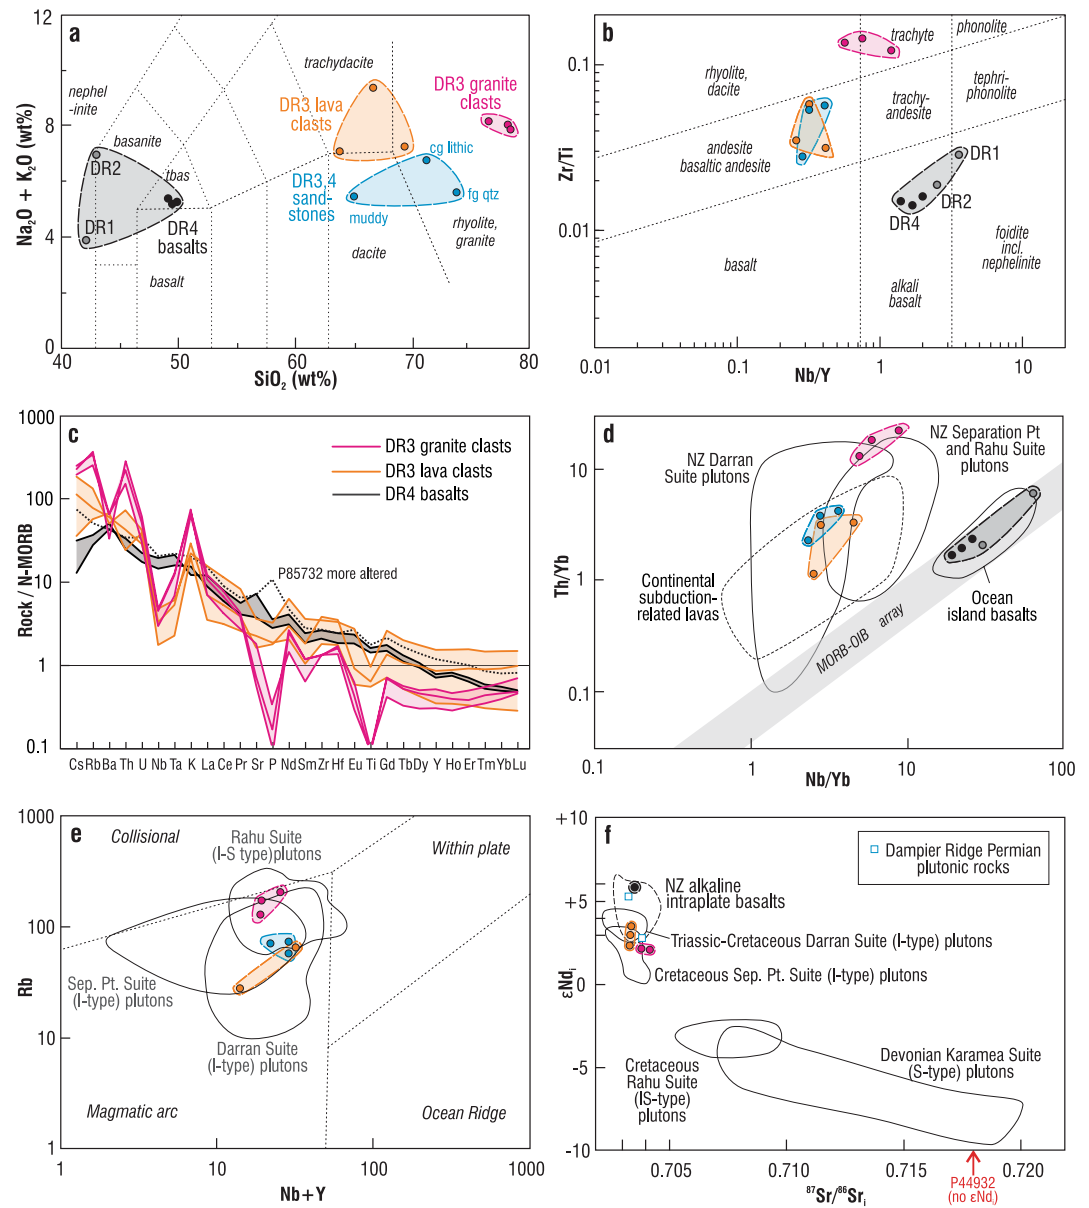 a
12
8
4
0
Na2O + K2O (wt%)
40
50
60
70
80
SiO2 (wt%)
nephel
-inite
basanite
DR2
tbas
DR1
DR4
basalts
basalt
trachydacite
DR3 lava
clasts
DR3 granite
clasts
cg lithic
DR3,4
sand-
stones
fg qtz
muddy
dacite
rhyolite,
granite
b
0.1
0.01
Zr/Ti
0.01
0.1
1
10
Nb/Y
phonolite
trachyte
rhyolite,
dacite
tephri-
phonolite
trachy-
andesite
andesite
basaltic andesite
DR1
DR2
DR4
basalt
foidite
incl.
nephelinite
alkali
basalt
c
1000
100
10
1
0.1
Rock / N-MORB
DR3 granite clasts
DR3 lava clasts
DR4 basalts
P85732 more altered
Cs Rb Ba Th U Nb Ta K La Ce Pr Sr P Nd Sm Zr Hf Eu Ti Gd Tb Dy Y Ho Er Tm Yb Lu
d
10
1
0.1
Th/Yb
0.1
1
10
100
Nb/Yb
NZ Darran
Suite plutons
NZ Separation Pt
and Rahu Suite
plutons
Continental
subduction-
related lavas
Ocean
island basalts
MORB-OIB array
e
1000
100
10
1
Rb
1
10
100
1000
Nb+Y
Collisional
Rahu Suite
(I-S type)plutons
Within plate
Sep. Pt. Suite
(I-type) plutons
Darran Suite
(I-type) plutons
Magmatic arc
Ocean Ridge
f
+10
+5
0
-5
-10
εNdi
0.705
0.710
0.715
0.720
87Sr/86Sri
Dampier Ridge Permian
plutonic rocks
NZ alkaline
intraplate basalts
Triassic-Cretaceous Darran Suite (I-type) plutons
Cretaceous Sep. Pt. Suite (I-type) plutons
Cretaceous
Rahu Suite
(IS-type)
plutons
Devonian Karamea Suite
(S-type) plutons
P44932
(no εNdi)